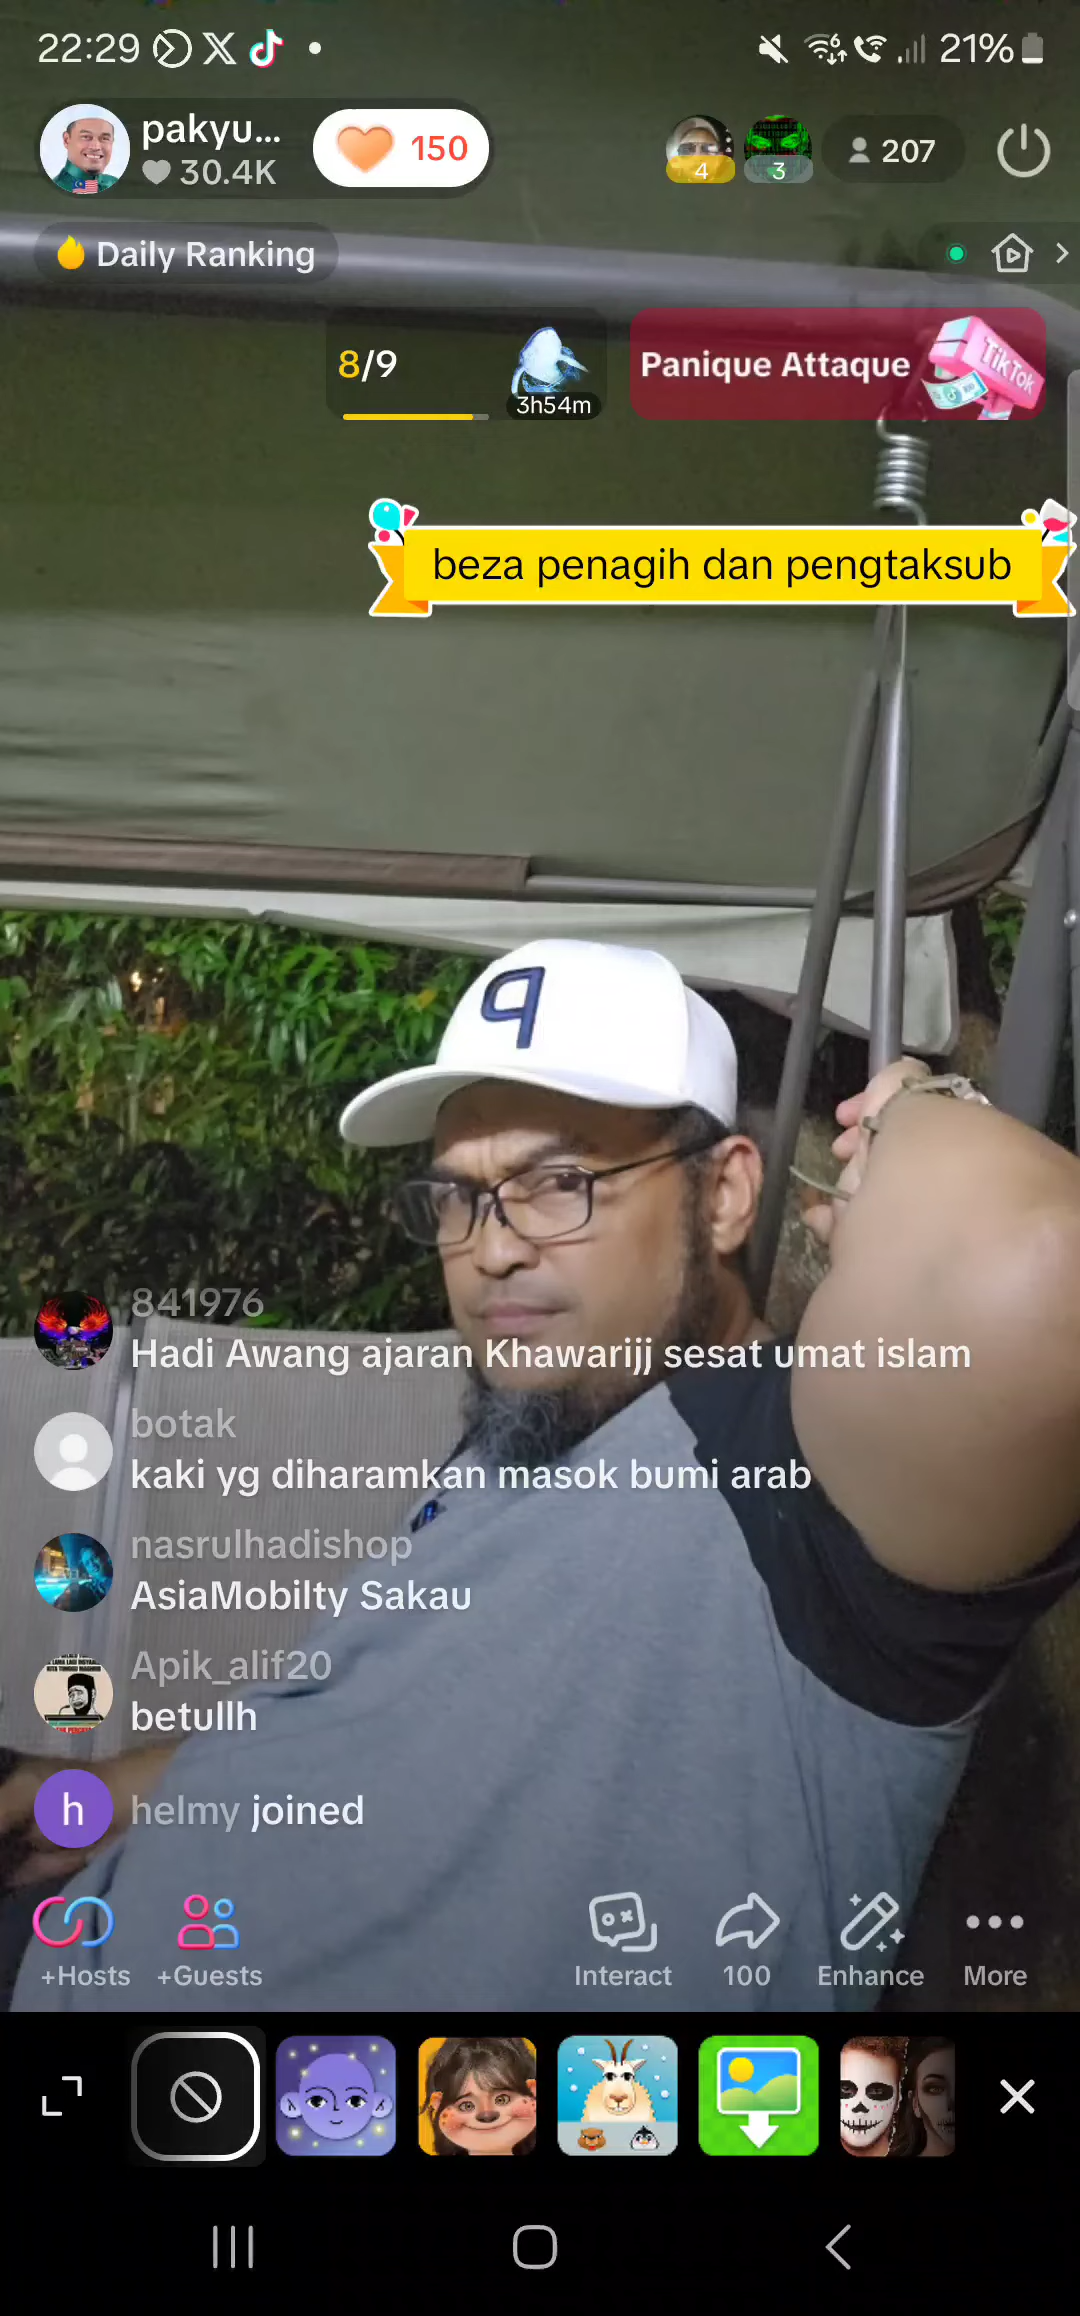 22:29
21%
pakyu...
30.4K
150
4
3
207
Daily Ranking
8/9
3h54m
Panique Attaque
TikTok
beza penagih dan pengtaksub
841976
Hadi Awang ajaran Khawarijj sesat umat islam
botak
kaki yg diharamkan masok bumi arab
nasrulhadishop
AsiaMobilty Sakau
Apik_alif20
betullh
h
helmy joined
+Hosts
+Guests
Interact
100
Enhance
More